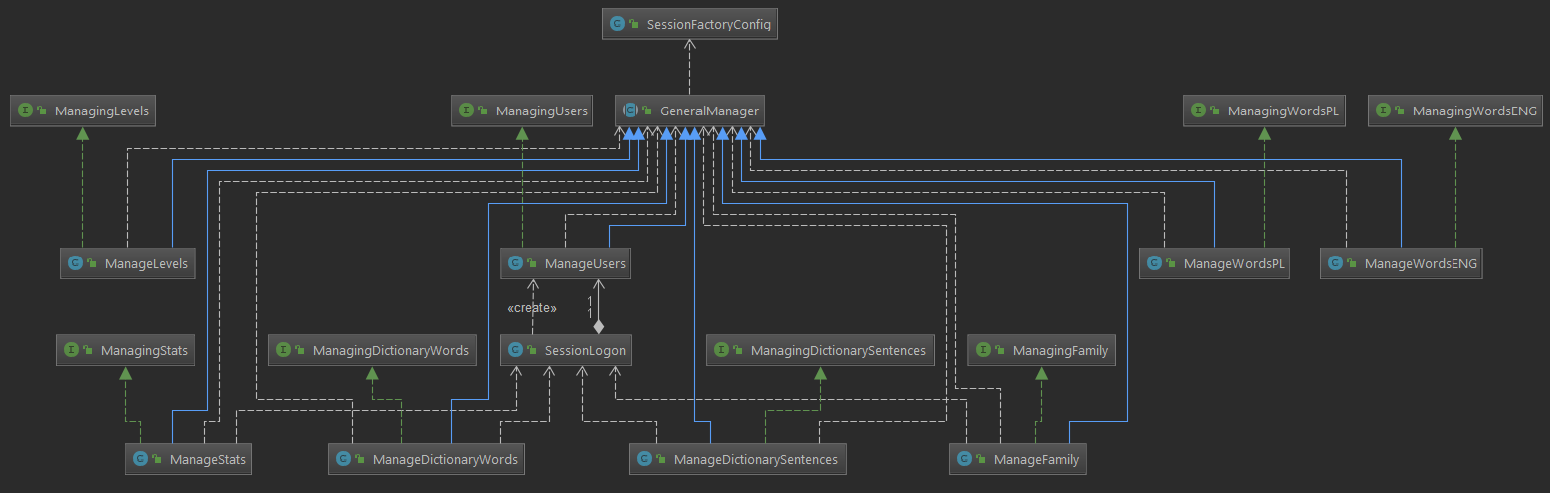 SessionFactoryConfig
ManagingLevels
ManagingUsers
GeneralManager
ManagingWordsPL
ManagingWordsENG
ManageLevels
ManageUsers
ManageWordsPL
ManageWordsENG
«create»
1
1
ManagingStats
ManagingDictionaryWords
SessionLogon
ManagingDictionarySentences
ManagingFamily
ManageStats
ManageDictionaryWords
ManageDictionarySentences
ManageFamily